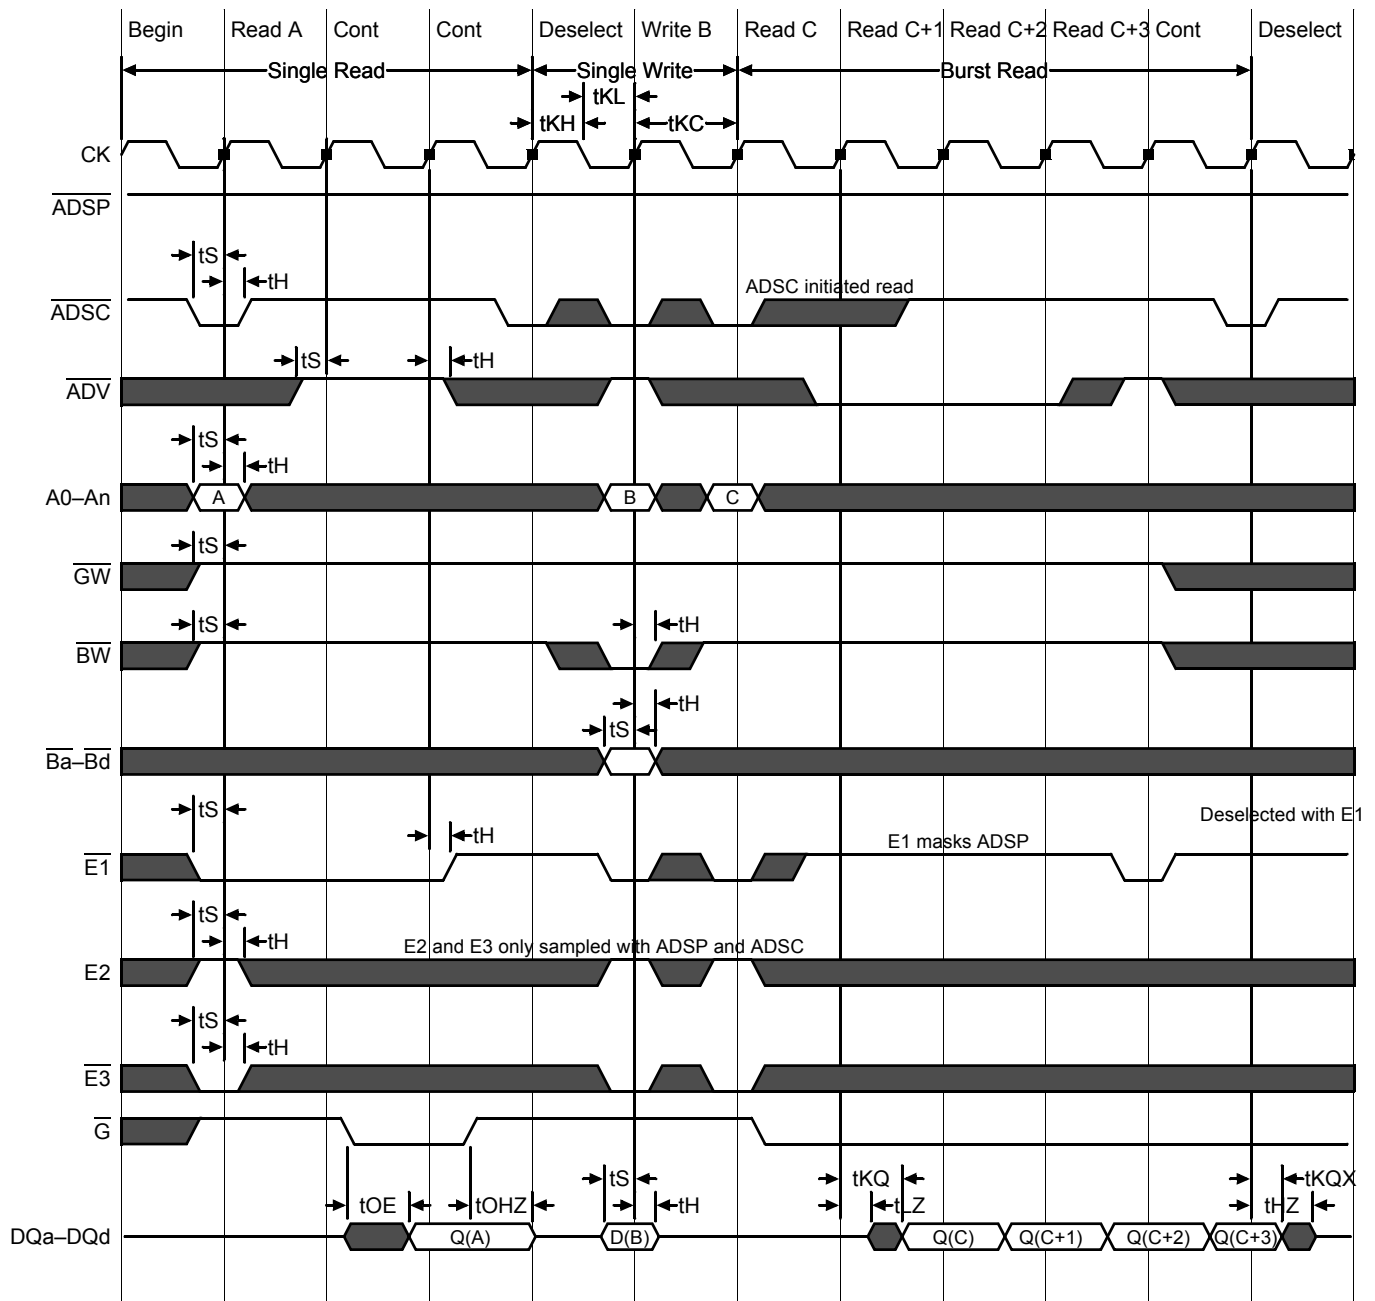 Begin Read A Cont Cont Deselect Write B Read C Read C+1 Read C+2 Read C+3 Cont Deselect
Single Read Single Write Burst Read
tKL
tKH tKC
CK
ADSP
tS
tH
ADSC initiated read
ADSC
tS tH
ADV
tS
tH
A0–An A B C
tS
GW
tS tH
BW
tH
tS
Ba–Bd
tS
Deselected with E1
tH
E1 masks ADSP
E1
tS
tH
E2 and E3 only sampled with ADSP and ADSC
E2
tS
tH
E3
G
tS tKQ tKQX
tOE tOHZ tH tLZ tHZ
DQa–DQd Q(A) D(B) Q(C) Q(C+1) Q(C+2) Q(C+3)